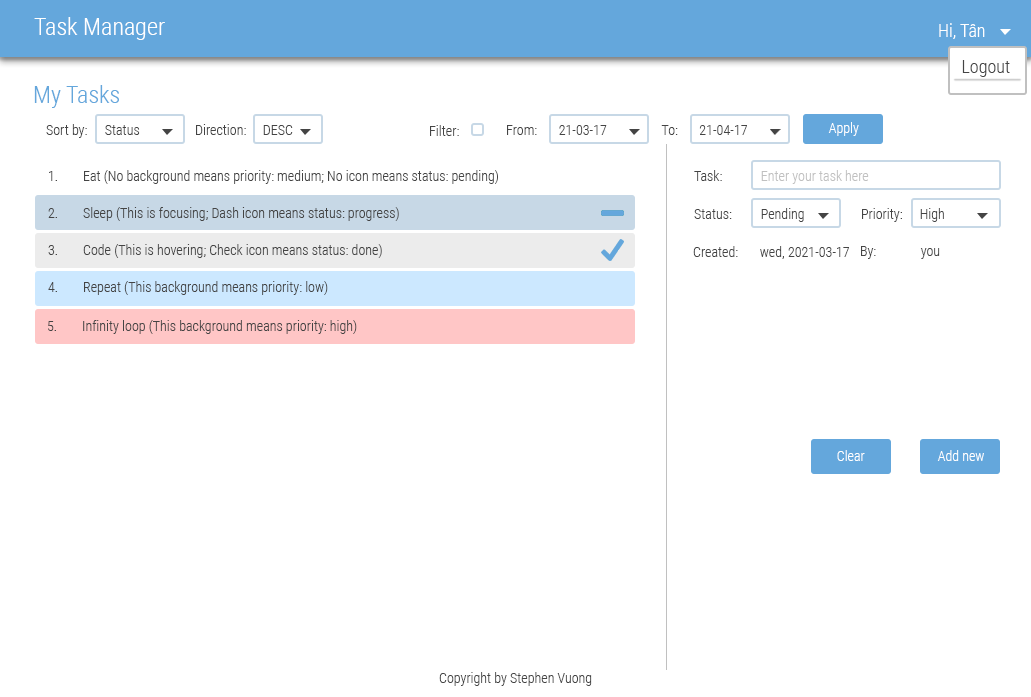 Task Manager
Hi, Tân
Logout
My Tasks
Sort by: Status Direction: DESC Filter: From: 21-03-17 To: 21-04-17 Apply
1. Eat (No background means priority: medium; No icon means status: pending)
2. Sleep (This is focusing; Dash icon means status: progress)
3. Code (This is hovering; Check icon means status: done)
4. Repeat (This background means priority: low)
5. Infinity loop (This background means priority: high)
Task: Enter your task here
Status: Pending Priority: High
Created: wed, 2021-03-17 By: you
Clear Add new
Copyright by Stephen Vuong